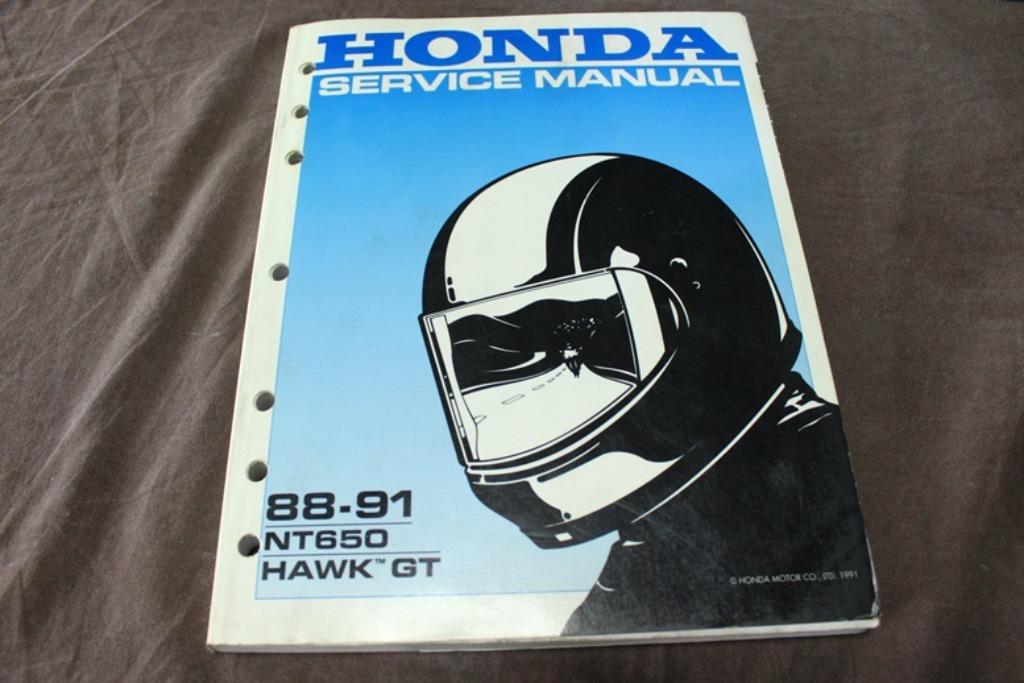 HONDA
SERVICE MANUAL
88-91
NT650
HAWK™ GT
© HONDA MOTOR CO., LTD. 1991